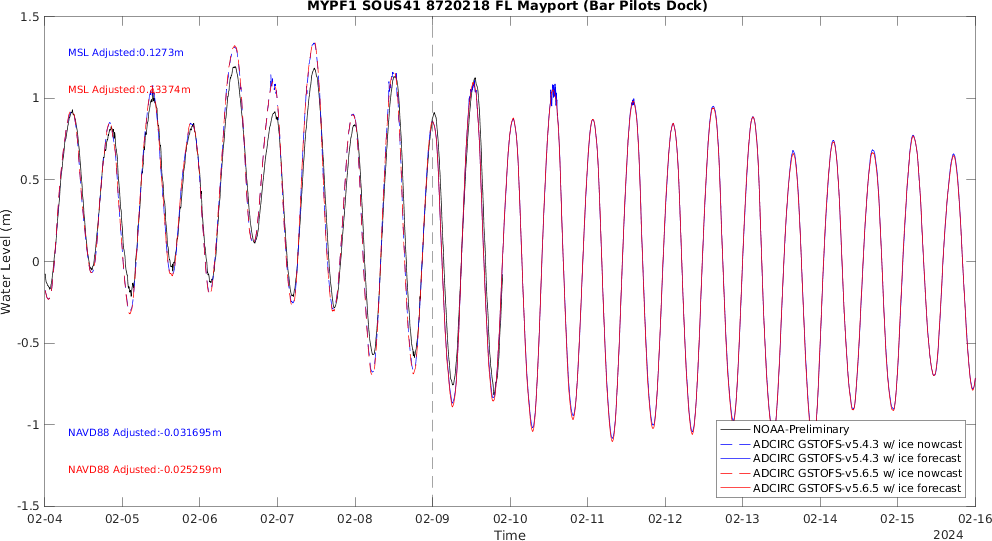 MYPF1 SOUS41 8720218 FL Mayport (Bar Pilots Dock)
1.5
1
0.5
0
-0.5
-1
-1.5
Water Level (m)
MSL Adjusted:0.1273m
MSL Adjusted:0.13374m
NAVD88 Adjusted:-0.031695m
NAVD88 Adjusted:-0.025259m
NOAA-Preliminary
ADCIRC GSTOFS-v5.4.3 w/ ice nowcast
ADCIRC GSTOFS-v5.4.3 w/ ice forecast
ADCIRC GSTOFS-v5.6.5 w/ ice nowcast
ADCIRC GSTOFS-v5.6.5 w/ ice forecast
02-04 02-05 02-06 02-07 02-08 02-09 02-10 02-11 02-12 02-13 02-14 02-15 02-16
Time
2024